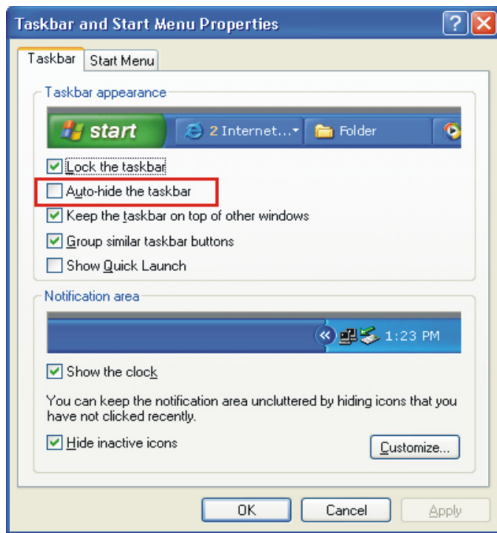 Taskbar and Start Menu Properties
Taskbar Start Menu
Taskbar appearance
start 2 Internet... Folder
Lock the taskbar
Auto-hide the taskbar
Keep the taskbar on top of other windows
Group similar taskbar buttons
Show Quick Launch
Notification area
1:23 PM
Show the clock
You can keep the notification area uncluttered by hiding icons that you
have not clicked recently.
Hide inactive icons
Customize...
OK Cancel Apply